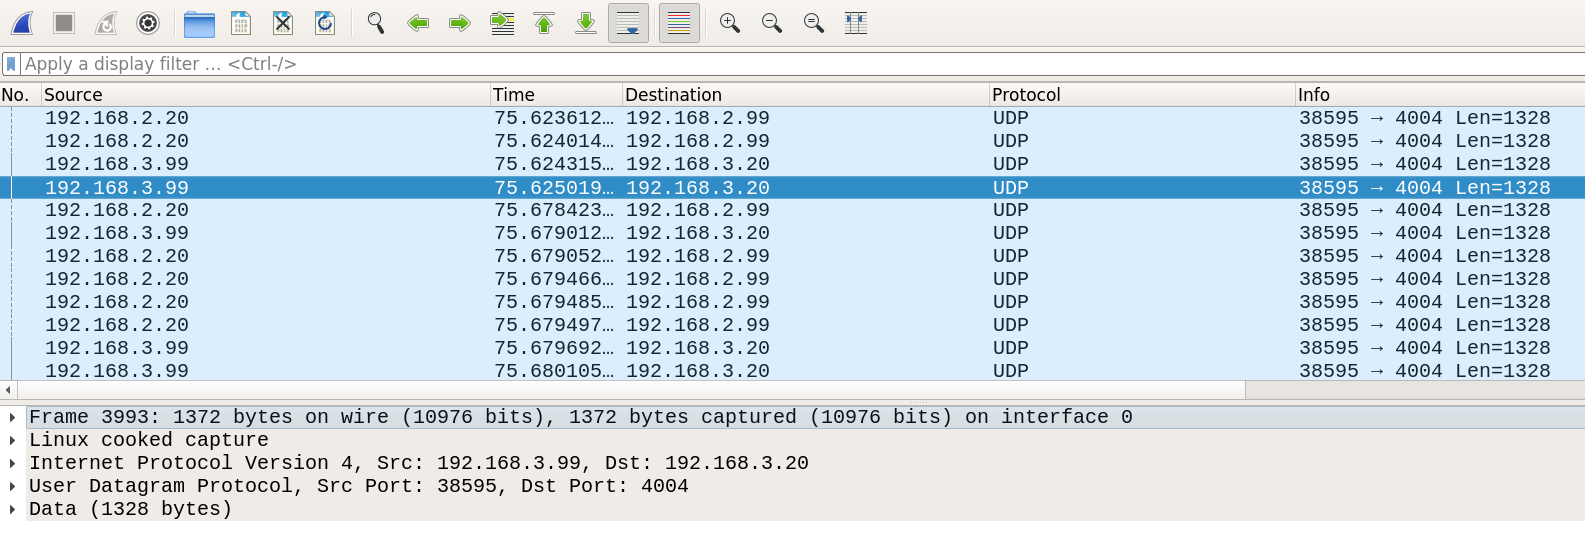 Apply a display filter … <Ctrl-/>
No. Source Time Destination Protocol Info
192.168.2.20 75.623612… 192.168.2.99 UDP 38595 → 4004 Len=1328
192.168.2.20 75.624014… 192.168.2.99 UDP 38595 → 4004 Len=1328
192.168.3.99 75.624315… 192.168.3.20 UDP 38595 → 4004 Len=1328
192.168.3.99 75.625019… 192.168.3.20 UDP 38595 → 4004 Len=1328
192.168.2.20 75.678423… 192.168.2.99 UDP 38595 → 4004 Len=1328
192.168.3.99 75.679012… 192.168.3.20 UDP 38595 → 4004 Len=1328
192.168.2.20 75.679052… 192.168.2.99 UDP 38595 → 4004 Len=1328
192.168.2.20 75.679466… 192.168.2.99 UDP 38595 → 4004 Len=1328
192.168.2.20 75.679485… 192.168.2.99 UDP 38595 → 4004 Len=1328
192.168.2.20 75.679497… 192.168.2.99 UDP 38595 → 4004 Len=1328
192.168.3.99 75.679692… 192.168.3.20 UDP 38595 → 4004 Len=1328
192.168.3.99 75.680105… 192.168.3.20 UDP 38595 → 4004 Len=1328
Frame 3993: 1372 bytes on wire (10976 bits), 1372 bytes captured (10976 bits) on interface 0
Linux cooked capture
Internet Protocol Version 4, Src: 192.168.3.99, Dst: 192.168.3.20
User Datagram Protocol, Src Port: 38595, Dst Port: 4004
Data (1328 bytes)